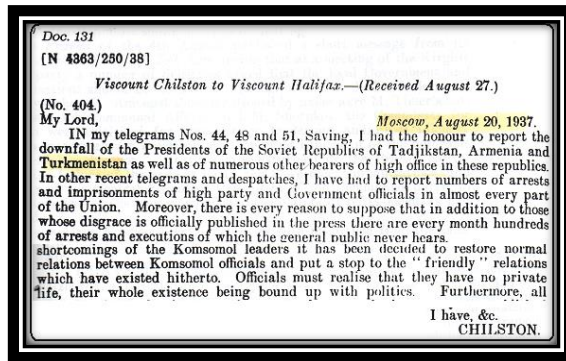 Doc. 131
[N 4363/250/38]
Viscount Chilston to Viscount Halifax.—(Received August 27.)
(No. 404.)
My Lord, Moscow, August 20, 1937.
IN my telegrams Nos. 44, 48 and 51, Saving, I had the honour to report the
downfall of the Presidents of the Soviet Republics of Tadjikstan, Armenia and
Turkmenistan as well as of numerous other bearers of high office in these republics.
In other recent telegrams and despatches, I have had to report numbers of arrests
and imprisonments of high party and Government officials in almost every part
of the Union. Moreover, there is every reason to suppose that in addition to those
whose disgrace is officially published in the press there are every month hundreds
of arrests and executions of which the general public never hears.
shortcomings of the Komsomol leaders it has been decided to restore normal
relations between Komsomol officials and put a stop to the " friendly " relations
which have existed hitherto. Officials must realise that they have no private
life, their whole existence being bound up with politics. Furthermore, all
I have, &c.
CHILSTON.